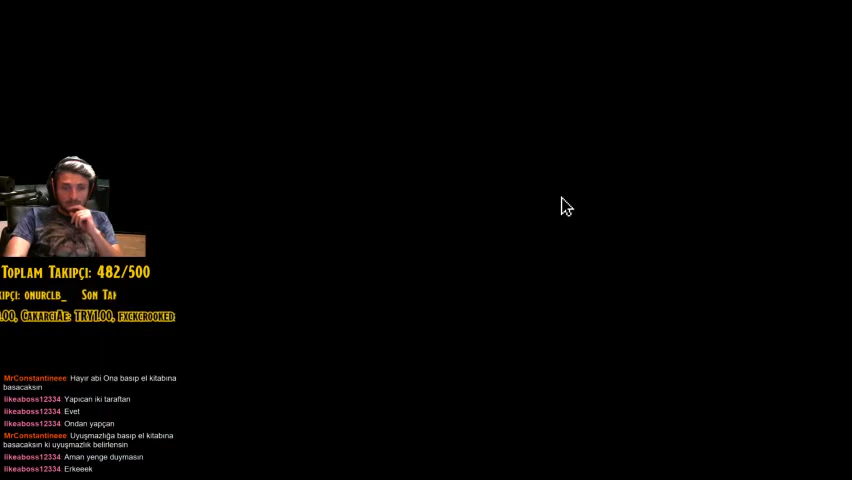 Toplam Takipçi: 482/500
kipçi: onurclb_ Son Tak
.00, CakarciAe: TRY1.00, fxckcrooked:
MrConstantineee: Hayır abi Ona basıp el kitabına
basacaksın
likeaboss12334: Yapıcan iki taraftan
likeaboss12334: Evet
likeaboss12334: Ondan yapçan
MrConstantineee: Uyuşmazlığa basıp el kitabına
basacaksın ki uyuşmazlık belirlensin
likeaboss12334: Aman yenge duymasın
likeaboss12334: Erkeeek